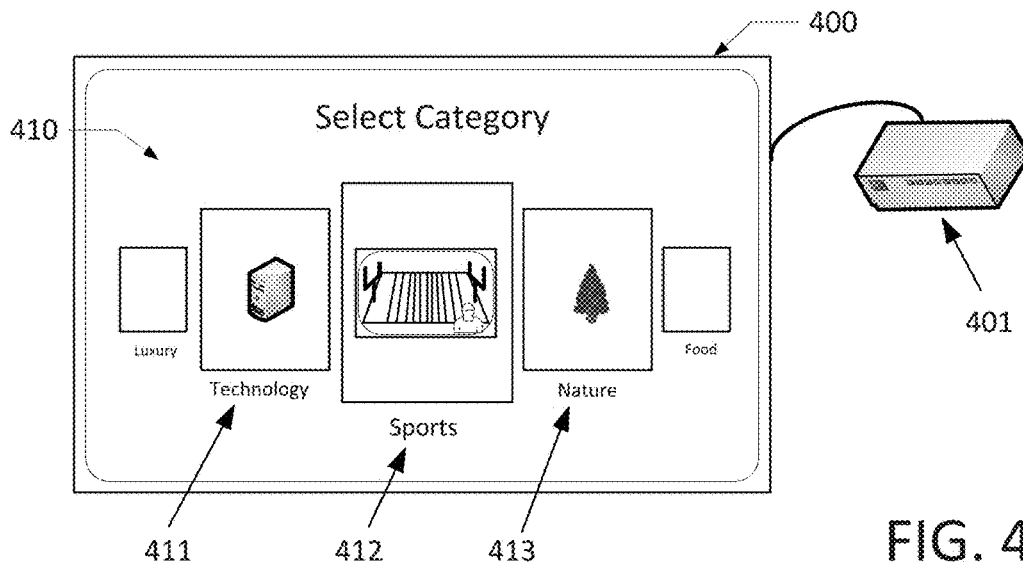 400
Select Category
410
401
Luxury
Food
Technology
Nature
Sports
411
412
413
FIG. 4